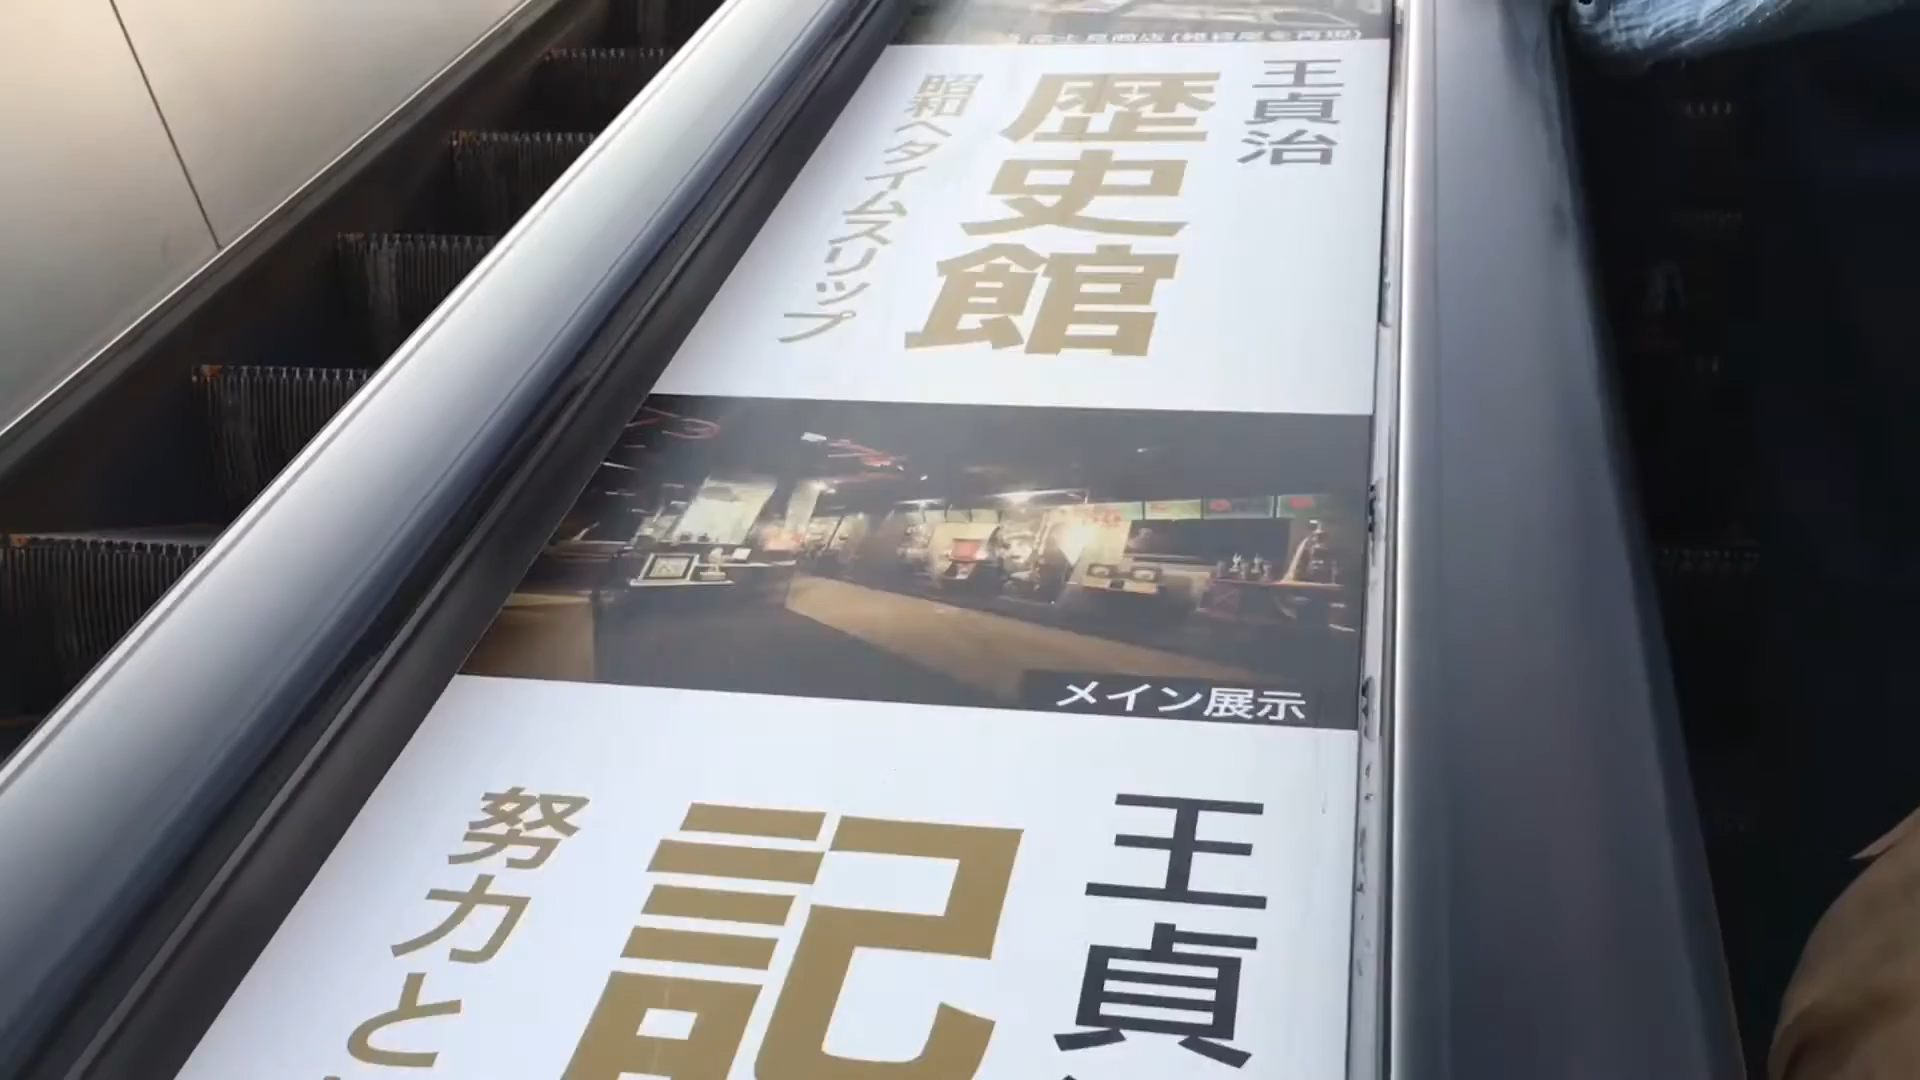 王貞治
歴史館
昭和へタイムスリップ
メイン展示
王貞
記
努力と